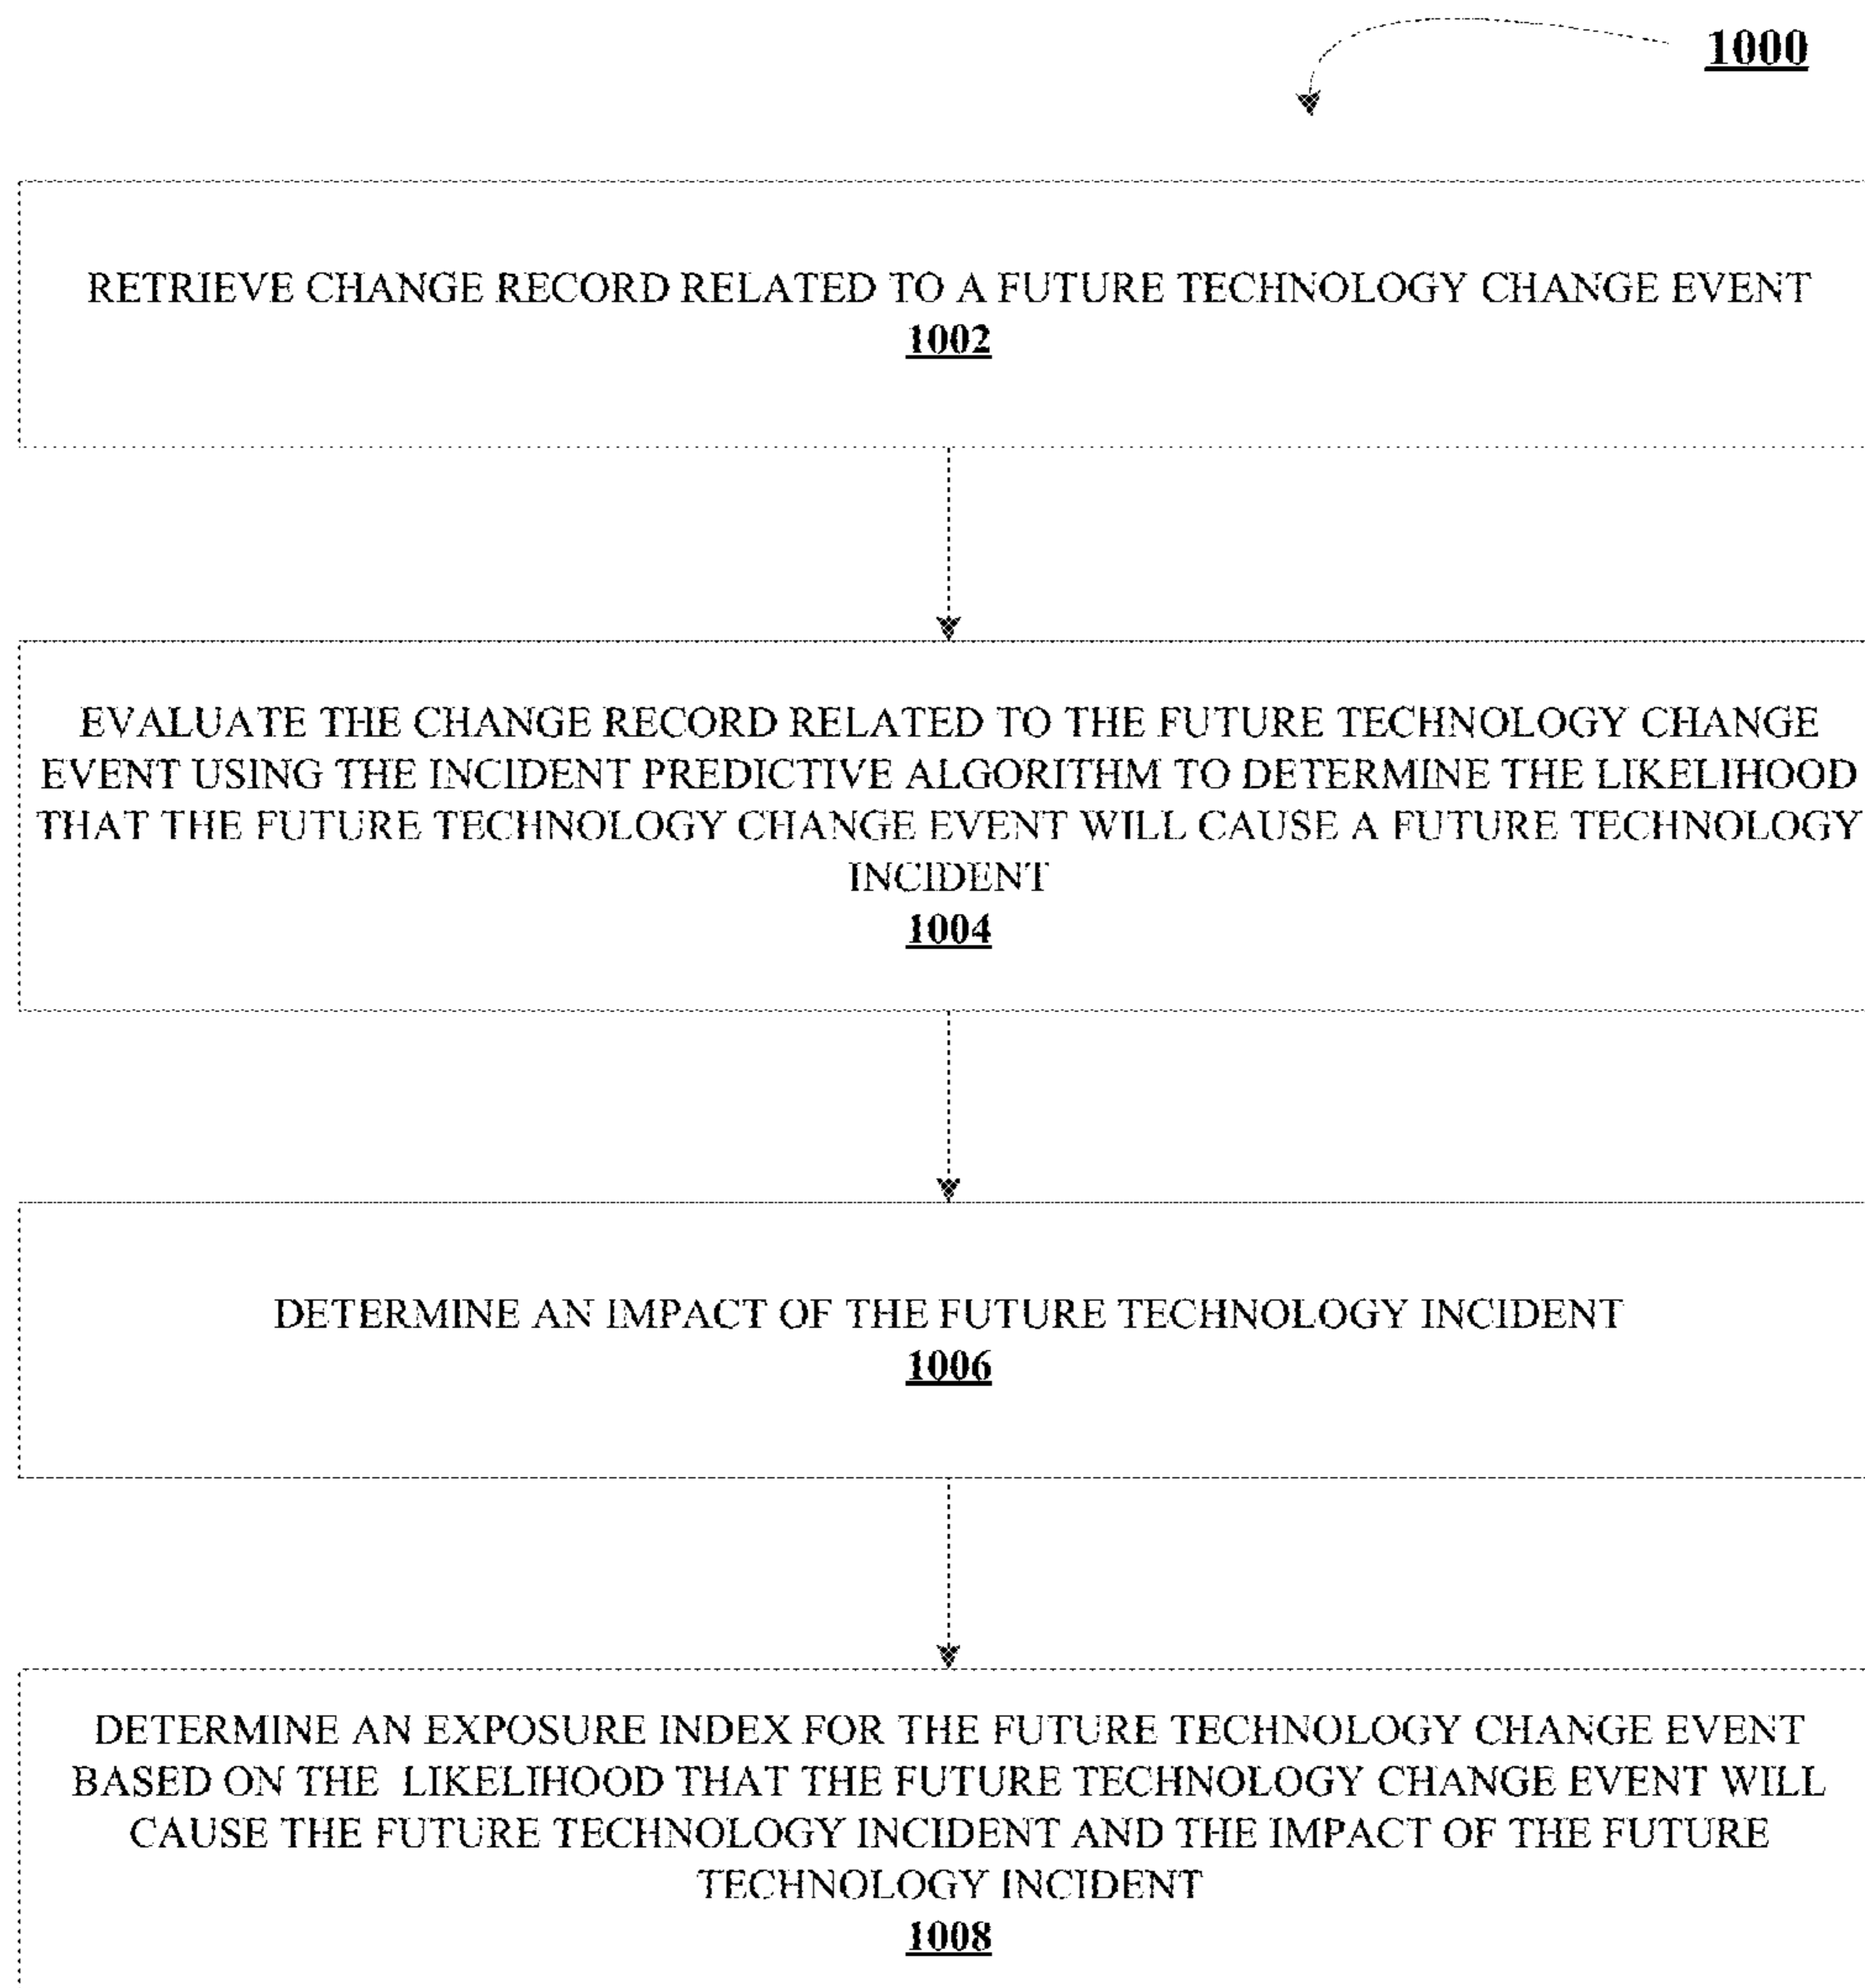 1000
RETRIEVE CHANGE RECORD RELATED TO A FUTURE TECHNOLOGY CHANGE EVENT
1002
EVALUATE THE CHANGE RECORD RELATED TO THE FUTURE TECHNOLOGY CHANGE
EVENT USING THE INCIDENT PREDICTIVE ALGORITHM TO DETERMINE THE LIKELIHOOD
THAT THE FUTURE TECHNOLOGY CHANGE EVENT WILL CAUSE A FUTURE TECHNOLOGY
INCIDENT
1004
DETERMINE AN IMPACT OF THE FUTURE TECHNOLOGY INCIDENT
1006
DETERMINE AN EXPOSURE INDEX FOR THE FUTURE TECHNOLOGY CHANGE EVENT
BASED ON THE LIKELIHOOD THAT THE FUTURE TECHNOLOGY CHANGE EVENT WILL
CAUSE THE FUTURE TECHNOLOGY INCIDENT AND THE IMPACT OF THE FUTURE
TECHNOLOGY INCIDENT
1008